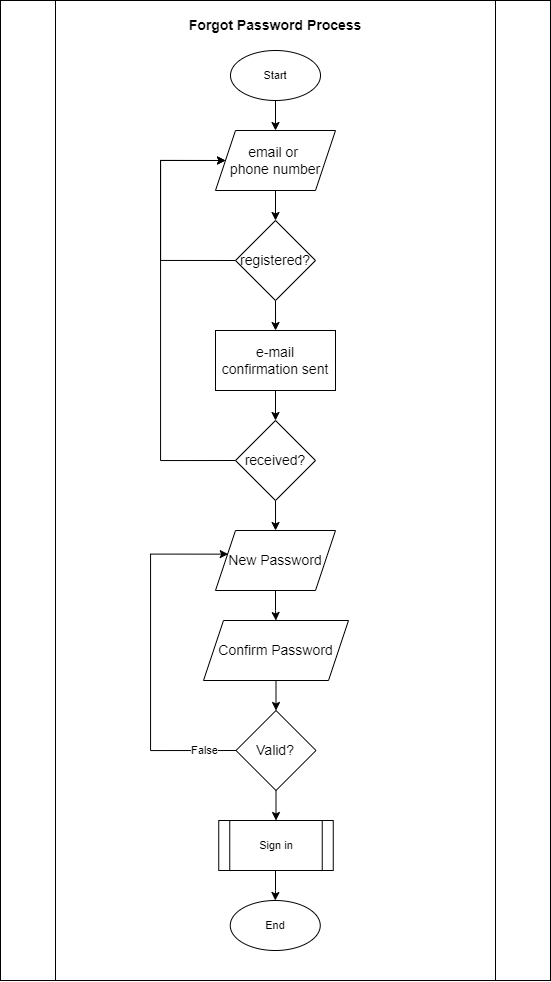 Forgot Password Process
Start
email or
phone number
registered?
e-mail
confirmation sent
received?
New Password
Confirm Password
Valid?
False
Sign in
End